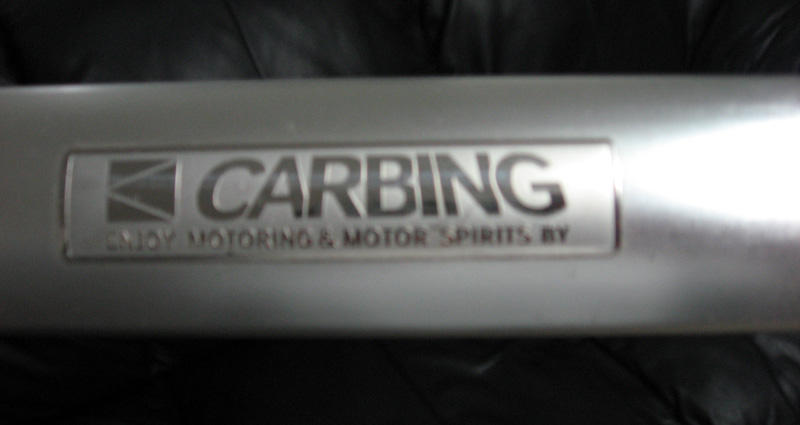 CARBING
ENJOY MOTORING & MOTOR SPIRITS BY